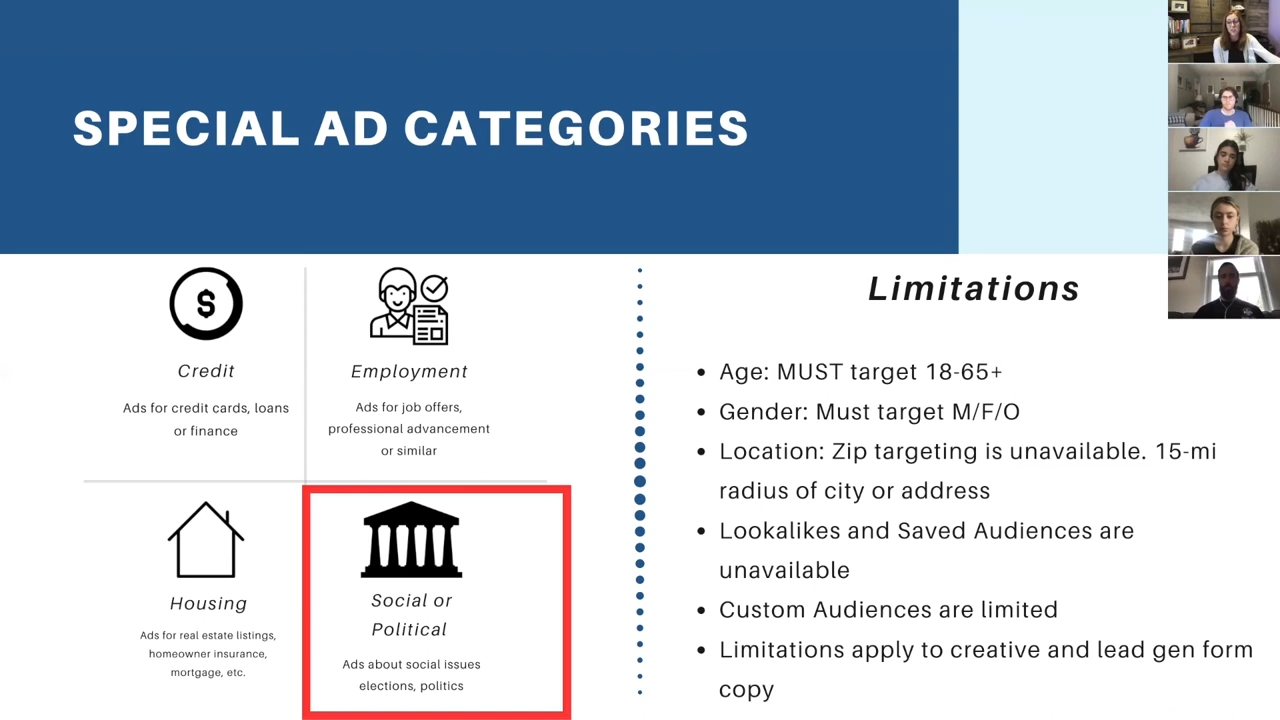 SPECIAL AD CATEGORIES
$
Credit
Ads for credit cards, loans
or finance
Employment
Ads for job offers,
professional advancement
or similar
Housing
Ads for real estate listings,
homeowner insurance,
mortgage, etc.
Social or
Political
Ads about social issues
elections, politics
Limitations
• Age: MUST target 18-65+
• Gender: Must target M/F/O
• Location: Zip targeting is unavailable. 15-mi
radius of city or address
• Lookalikes and Saved Audiences are
unavailable
• Custom Audiences are limited
• Limitations apply to creative and lead gen form
copy